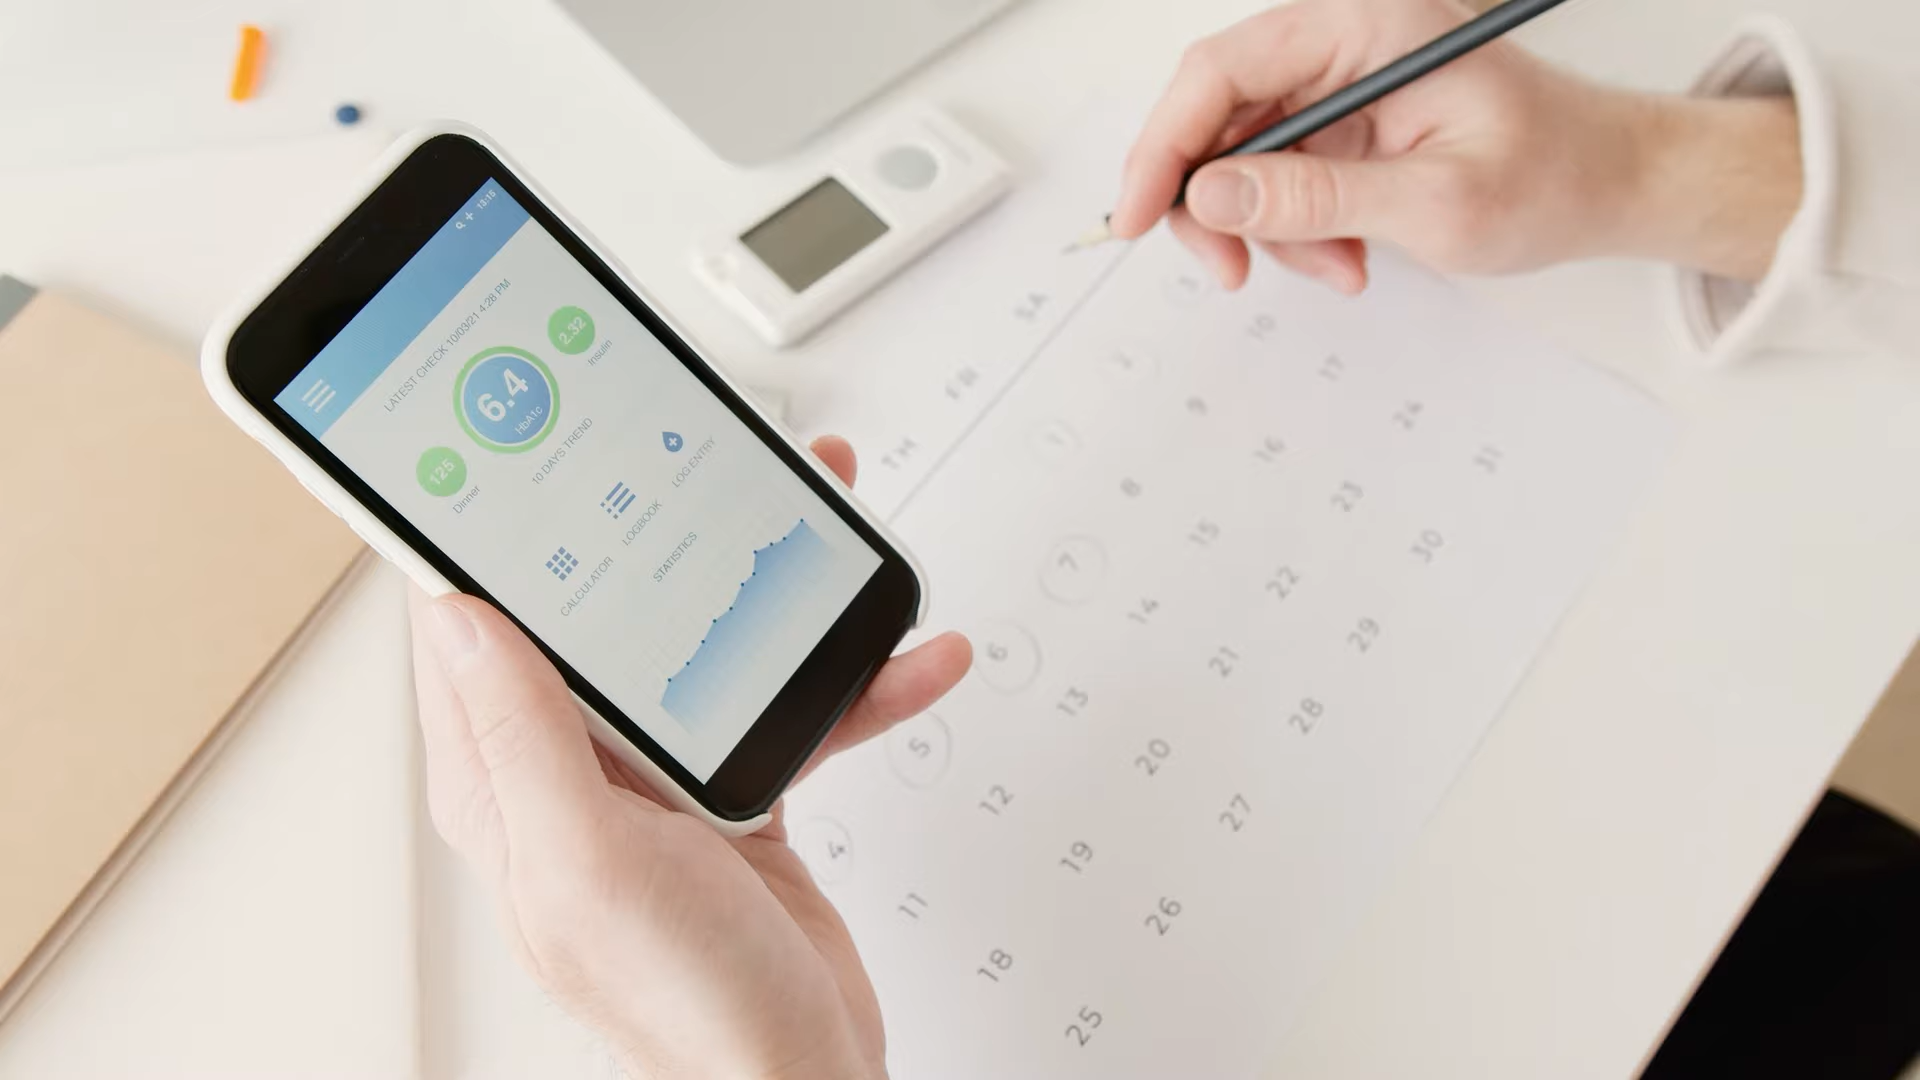 13:15
LATEST CHECK 10/03/21 4:28 PM
125
Dinner
6.4
HbA1c
2.32
Insulin
10 DAYS TREND
CALCULATOR
LOGBOOK
LOG ENTRY
STATISTICS
TH FR SA
1 2 3
4 5 6 7 8 9 10
11 12 13 14 15 16 17
18 19 20 21 22 23 24
25 26 27 28 29 30 31